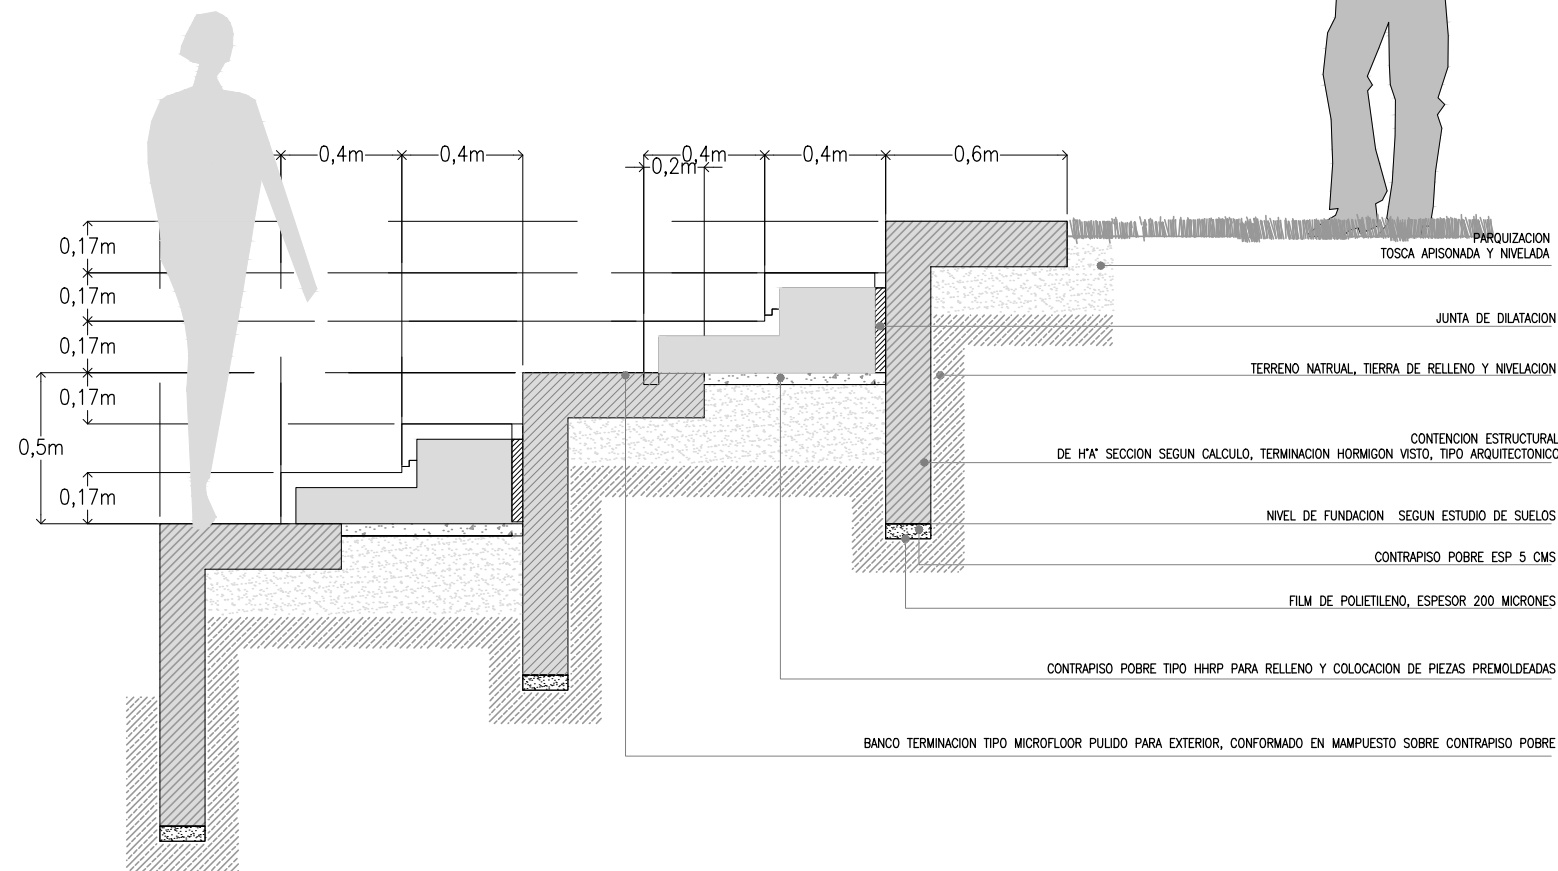 0,4m
0,4m
0,4m
0,4m
0,6m
0,2m
0,17m
0,17m
0,17m
0,17m
0,5m
0,17m
PARQUIZACION
TOSCA APISONADA Y NIVELADA
JUNTA DE DILATACION
TERRENO NATRUAL, TIERRA DE RELLENO Y NIVELACION
CONTENCION ESTRUCTURAL
DE H°A° SECCION SEGUN CALCULO, TERMINACION HORMIGON VISTO, TIPO ARQUITECTONICO
NIVEL DE FUNDACION SEGUN ESTUDIO DE SUELOS
CONTRAPISO POBRE ESP 5 CMS
FILM DE POLIETILENO, ESPESOR 200 MICRONES
CONTRAPISO POBRE TIPO HHRP PARA RELLENO Y COLOCACION DE PIEZAS PREMOLDEADAS
BANCO TERMINACION TIPO MICROFLOOR PULIDO PARA EXTERIOR, CONFORMADO EN MAMPUESTO SOBRE CONTRAPISO POBRE